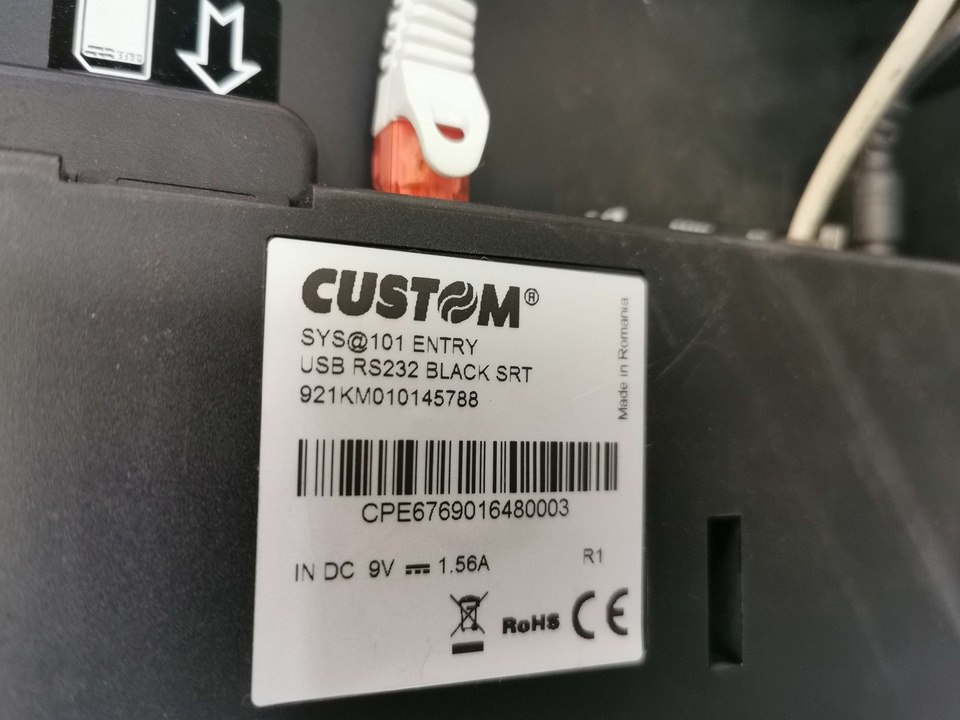 CUSTOM®
SYS@101 ENTRY
USB RS232 BLACK SRT
921KM010145788
Made in Romania
CPE6769016480003
IN DC 9V 1.56A
R1
RoHS CE